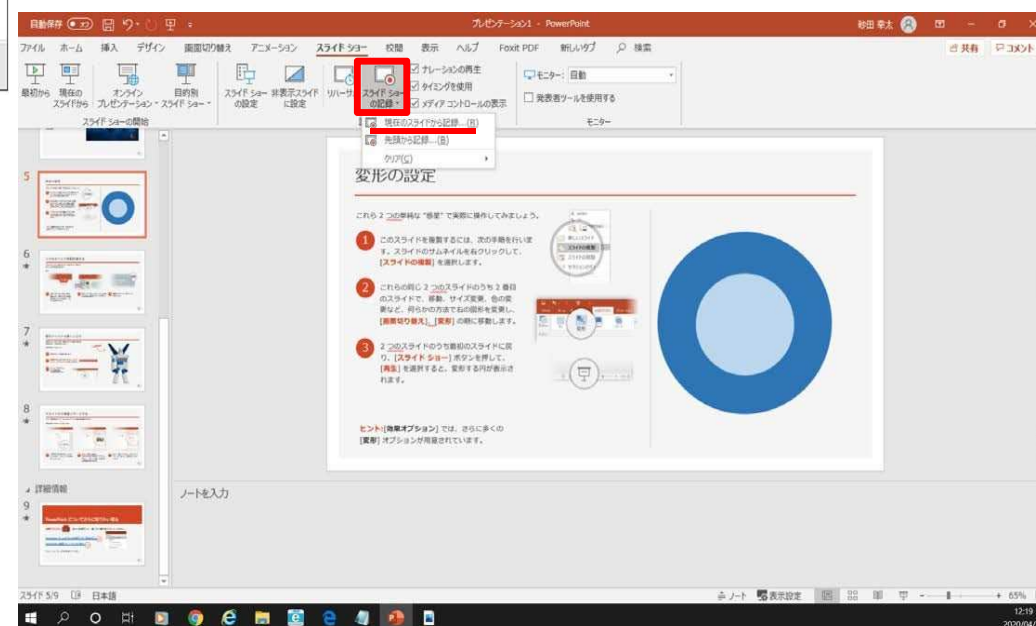 自動保存
オフ
プレゼンテーション1 - PowerPoint
砂田 幸太
ファイル ホーム 挿入 デザイン 画面切り替え アニメーション スライド ショー 校閲 表示 ヘルプ Foxit PDF 新しいタブ 検索
共有 コメント
最初から
現在の
スライドから
オンライン
プレゼンテーション
目的別
スライド ショー
スライド ショー
の設定
非表示スライド
に設定
リハーサル
スライド ショー
の記録
ナレーションの再生
タイミングを使用
メディア コントロールの表示
モニター: 自動
発表者ツールを使用する
スライド ショーの開始
モニター
現在のスライドから記録...(R)
先頭から記録...(B)
クリア(C)
5
6
7
8
詳細情報
9
変形の設定
これら 2 つの単純な "惑星" で実際に操作してみましょう。
1
このスライドを複製するには、次の手順を行いま
す。スライドのサムネイルを右クリックして、
[スライドの複製] を選択します。
2
これらの同じ 2 つのスライドのうち 2 番目
のスライドで、移動、サイズ変更、色の変
更など、何らかの方法で右の図形を変更し、
[画面切り替え]、[変形] の順に移動します。
3
2 つのスライドのうち最初のスライドに戻
り、[スライド ショー] ボタンを押して、
[再生] を選択すると、変形する円が表示さ
れます。
ヒント:[効果オプション] では、さらに多くの
[変形] オプションが用意されています。
スライドの複製
変形
ノートを入力
スライド 5/9 日本語
ノート 表示設定 65%
12:19